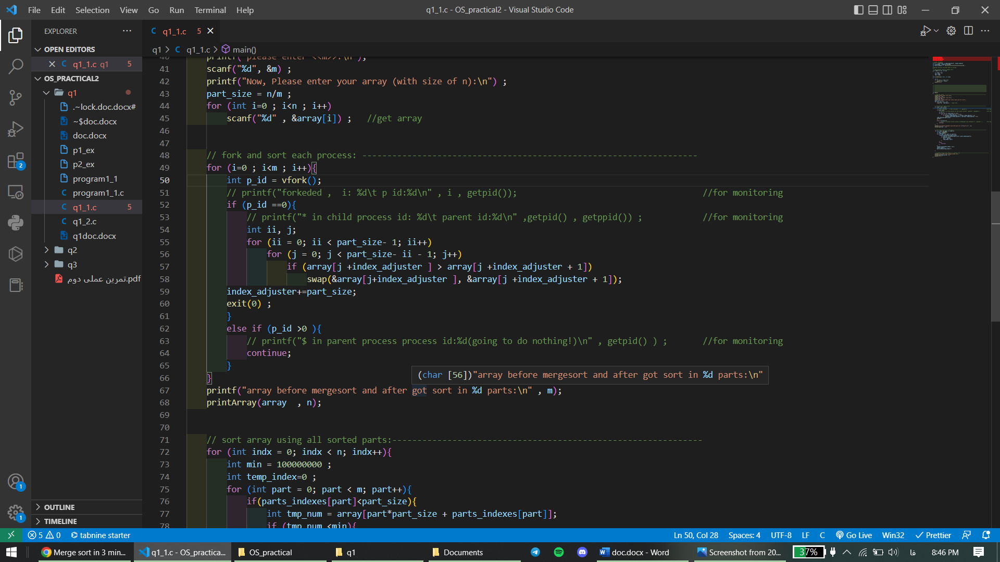 File Edit Selection View Go Run Terminal Help
q1_1.c - OS_practical2 - Visual Studio Code
EXPLORER
OPEN EDITORS
q1_1.c q1 5
OS_PRACTICAL2
q1
.~lock.doc.docx#
~$doc.docx
doc.docx
p1_ex
p2_ex
program1_1
program1_1.c
q1_1.c 5
q1_2.c
q1doc.docx
q2
q3
تمرین عملی دوم.pdf
OUTLINE
TIMELINE
2
1
1
q1_1.c 5
q1 > C q1_1.c > main()
40 printf("please enter <<m>>:\n");
41 scanf("%d", &m) ;
42 printf("Now, Please enter your array (with size of n):\n") ;
43 part_size = n/m ;
44 for (int i=0 ; i<n ; i++)
45 scanf("%d" , &array[i]) ; //get array
46
47
48 // fork and sort each process: -------------------------------------------------------------------
49 for (i=0 ; i<m ; i++){
50 int p_id = vfork();
51 // printf("forkeded , i: %d\t p id:%d\n" , i , getpid()); //for monitoring
52 if (p_id ==0){
53 // printf("* in child process id: %d\t parent id:%d\n" ,getpid() , getppid()) ; //for monitoring
54 int ii, j;
55 for (ii = 0; ii < part_size- 1; ii++)
56 for (j = 0; j < part_size- ii - 1; j++)
57 if (array[j +index_adjuster ] > array[j +index_adjuster + 1])
58 swap(&array[j+index_adjuster ], &array[j +index_adjuster + 1]);
59 index_adjuster+=part_size;
60 exit(0) ;
61 }
62 else if (p_id >0 ){
63 // printf("$ in parent process process id:%d(going to do nothing!)\n" , getpid() ) ; //for monitoring
64 continue;
65 }
66 }
(char [56])"array before mergesort and after got sort in %d parts:\n"
67 printf("array before mergesort and after got sort in %d parts:\n" , m);
68 printArray(array , n);
69
70
71 // sort array using all sorted parts:--------------------------------------------------------------
72 for (int indx = 0; indx < n; indx++){
73 int min = 100000000 ;
74 int temp_index=0 ;
75 for (int part = 0; part < m; part++){
76 if(parts_indexes[part]<part_size){
77 int tmp_num = array[part*part_size + parts_indexes[part]];
78 if (tmp_num <min){
5 0 tabnine starter
Ln 50, Col 28 Spaces: 4 UTF-8 LF C Go Live Win32 Prettier
Merge sort in 3 min... q1_1.c - OS_practica... OS_practical q1 Documents doc.docx - Word Screenshot from 20... 37% فا 8:46 PM